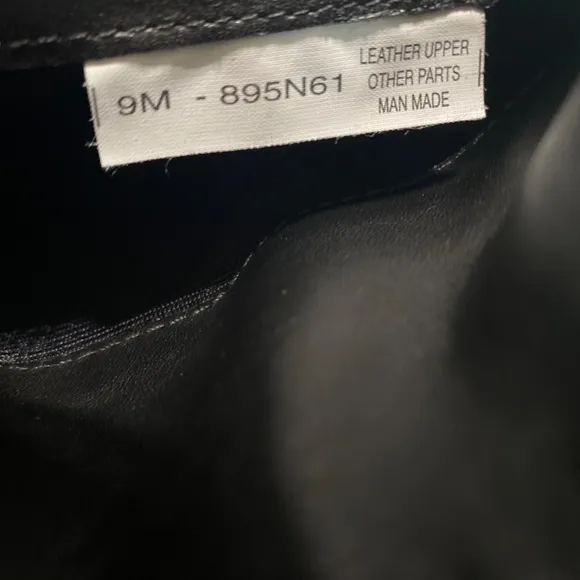 9M - 895N61
LEATHER UPPER
OTHER PARTS
MAN MADE